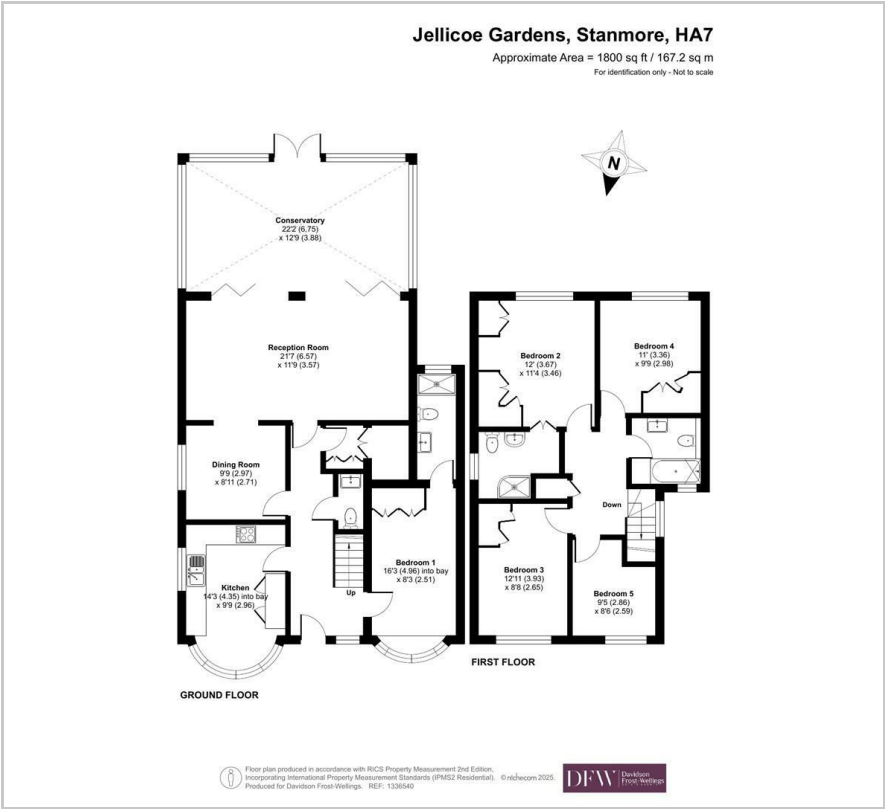 Jellicoe Gardens, Stanmore, HA7
Approximate Area = 1800 sq ft / 167.2 sq m
For identification only - Not to scale
N
Conservatory
22'2 (6.75)
x 12'9 (3.88)
Reception Room
21'7 (6.57)
x 11'9 (3.57)
Dining Room
9'9 (2.97)
x 8'11 (2.71)
Kitchen
14'3 (4.35) into bay
x 9'9 (2.96)
Up
Bedroom 1
16'3 (4.96) into bay
x 8'3 (2.51)
GROUND FLOOR
Bedroom 2
12' (3.67)
x 11'4 (3.46)
Bedroom 4
11' (3.36)
x 9'9 (2.98)
Down
Bedroom 3
12'11 (3.93)
x 8'8 (2.65)
Bedroom 5
9'5 (2.86)
x 8'6 (2.59)
FIRST FLOOR
Floor plan produced in accordance with RICS Property Measurement 2nd Edition,
Incorporating International Property Measurement Standards (IPMS2 Residential). © nichecom 2025.
Produced for Davidson Frost-Wellings. REF: 1336540
DFW
Davidson
Frost-Wellings